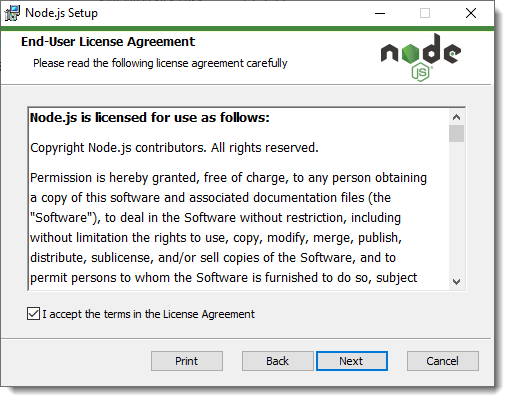 Node.js Setup
End-User License Agreement
Please read the following license agreement carefully
node
JS
Node.js is licensed for use as follows:
Copyright Node.js contributors. All rights reserved.
Permission is hereby granted, free of charge, to any person obtaining
a copy of this software and associated documentation files (the
"Software"), to deal in the Software without restriction, including
without limitation the rights to use, copy, modify, merge, publish,
distribute, sublicense, and/or sell copies of the Software, and to
permit persons to whom the Software is furnished to do so, subject
I accept the terms in the License Agreement
Print Back Next Cancel